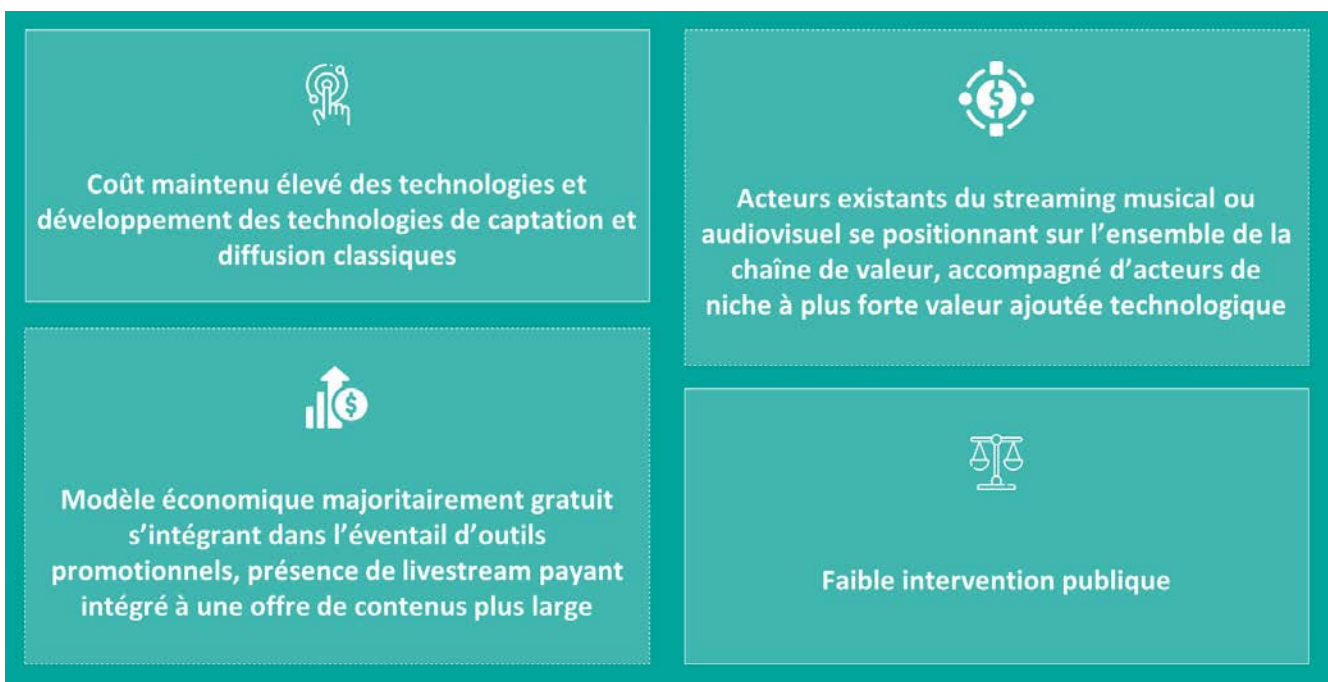 Coût maintenu élevé des technologies et
développement des technologies de captation et
diffusion classiques
Modèle économique majoritairement gratuit
s’intégrant dans l’éventail d’outils
promotionnels, présence de livestream payant
intégré à une offre de contenus plus large
Acteurs existants du streaming musical ou
audiovisuel se positionnant sur l’ensemble de la
chaîne de valeur, accompagné d’acteurs de
niche à plus forte valeur ajoutée technologique
Faible intervention publique